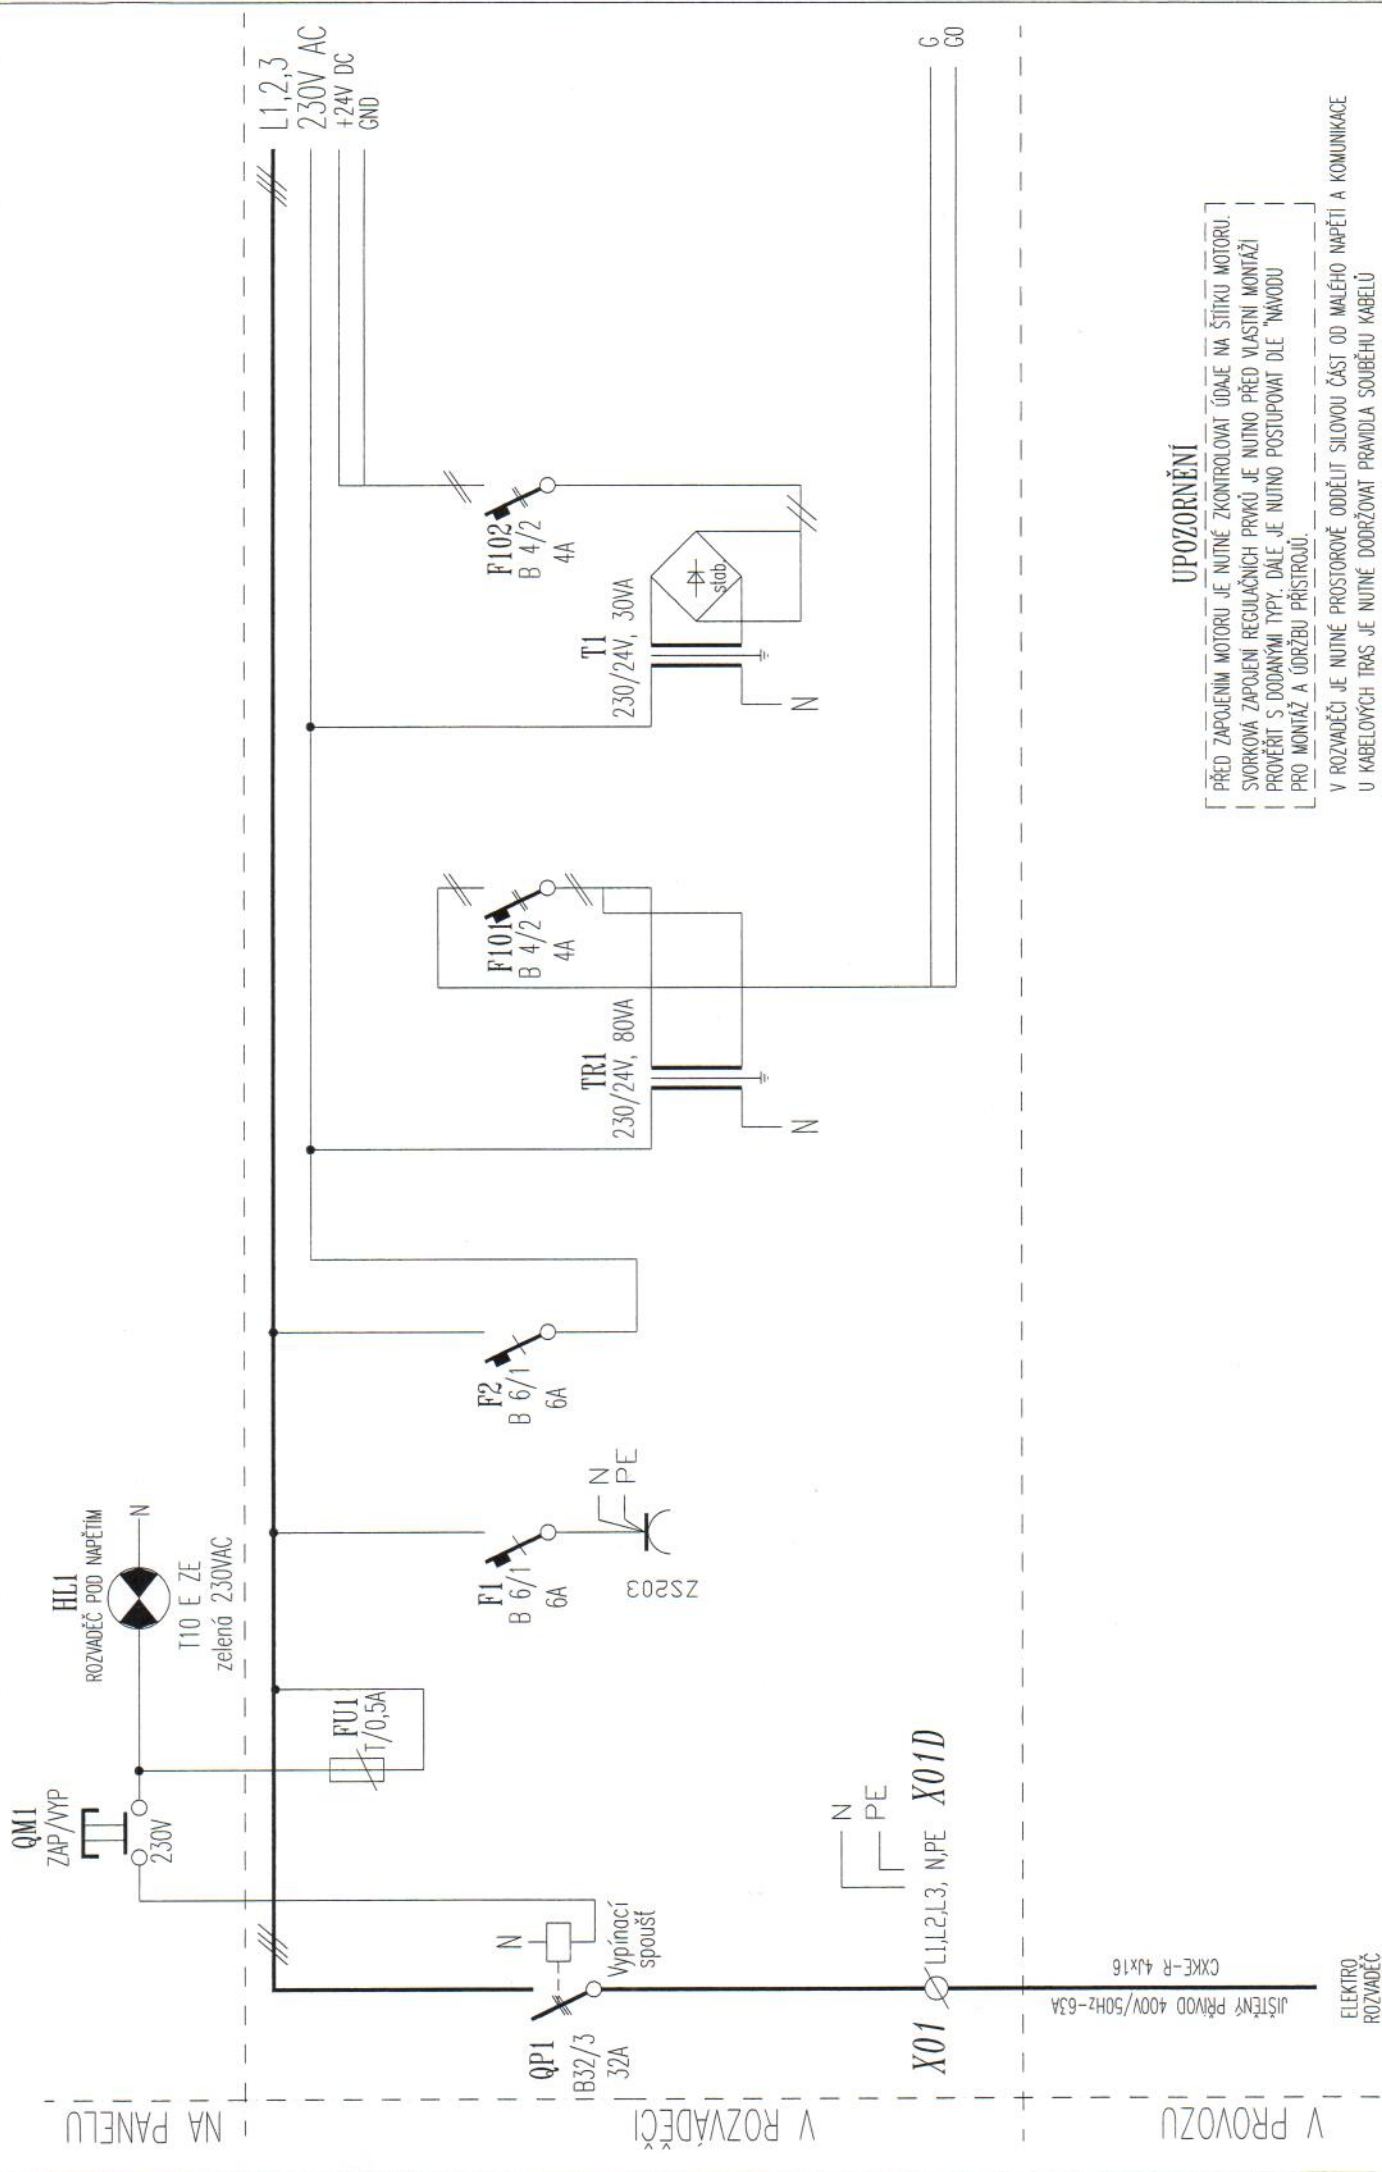 NA PANELU
V ROZVÁDĚČI
V PROVOZU
QM1
ZAP/VYP
230V
HL1
ROZVADĚČ POD NAPĚTÍM
N
T10 E ZE
zelená 230VAC
FU1
T/0,5A
L1,2,3
230V AC
+24V DC
GND
QP1
B32/3
32A
N
Vypínací
spoušť
F1
B 6/1
6A
N
PE
ZS203
F2
B 6/1
6A
TR1
230/24V, 80VA
N
F101
B 4/2
4A
T1
230/24V, 30VA
N
stab.
F102
B 4/2
4A
G
G0
N
PE
X01
L1,L2,L3, N,PE
X01D
JIŠTĚNÝ PŘÍVOD 400V/50Hz-63A
CXKE-R 4Jx16
ELEKTRO
ROZVADĚČ
UPOZORNĚNÍ
PŘED ZAPOJENÍM MOTORU JE NUTNÉ ZKONTROLOVAT ÚDAJE NA ŠTÍTKU MOTORU.
SVORKOVÁ ZAPOJENÍ REGULAČNÍCH PRVKŮ JE NUTNO PŘED VLASTNÍ MONTÁŽÍ
PROVĚŘIT S DODANÝMI TYPY. DÁLE JE NUTNO POSTUPOVAT DLE "NÁVODU
PRO MONTÁŽ A ÚDRŽBU PŘÍSTROJŮ.
V ROZVADĚČI JE NUTNÉ PROSTOROVĚ ODDĚLIT SILOVOU ČÁST OD MALÉHO NAPĚTÍ A KOMUNIKACE
U KABELOVÝCH TRAS JE NUTNÉ DODRŽOVAT PRAVIDLA SOUBĚHU KABELŮ